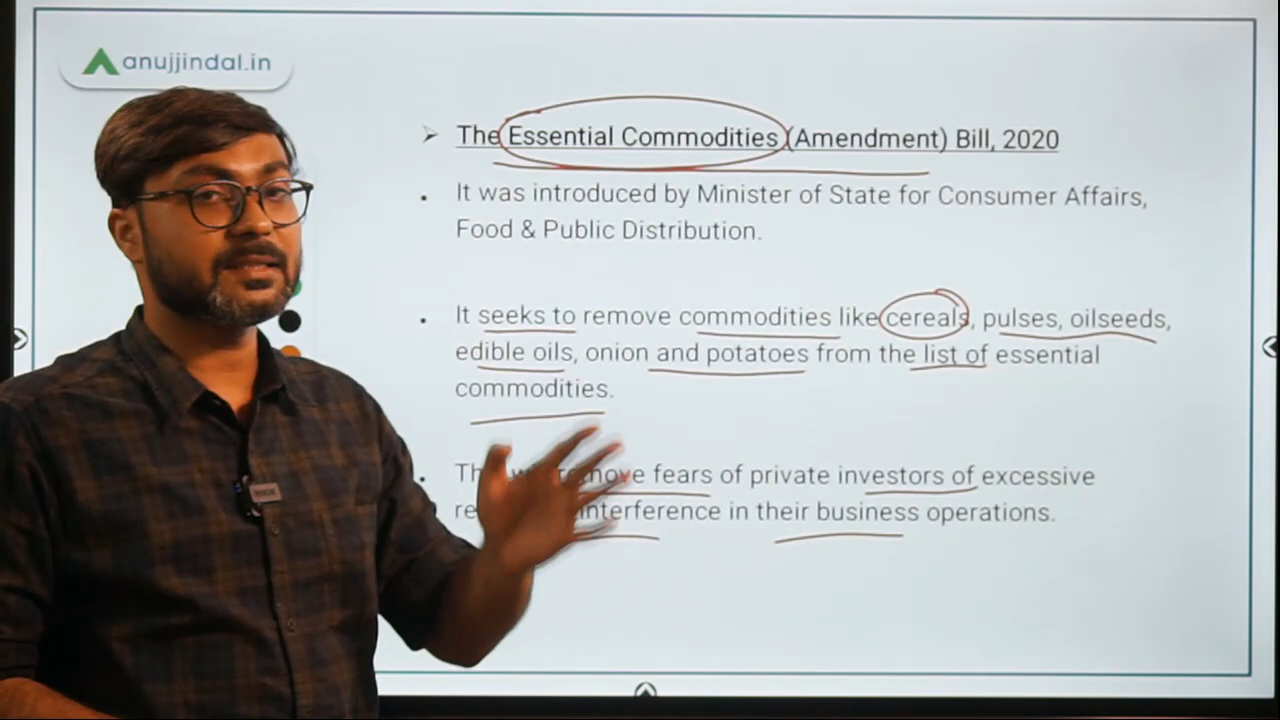 anujjindal.in
The Essential Commodities (Amendment) Bill, 2020
It was introduced by Minister of State for Consumer Affairs,
Food & Public Distribution.
It seeks to remove commodities like cereals, pulses, oilseeds,
edible oils, onion and potatoes from the list of essential
commodities.
fears of private investors of excessive
interference in their business operations.